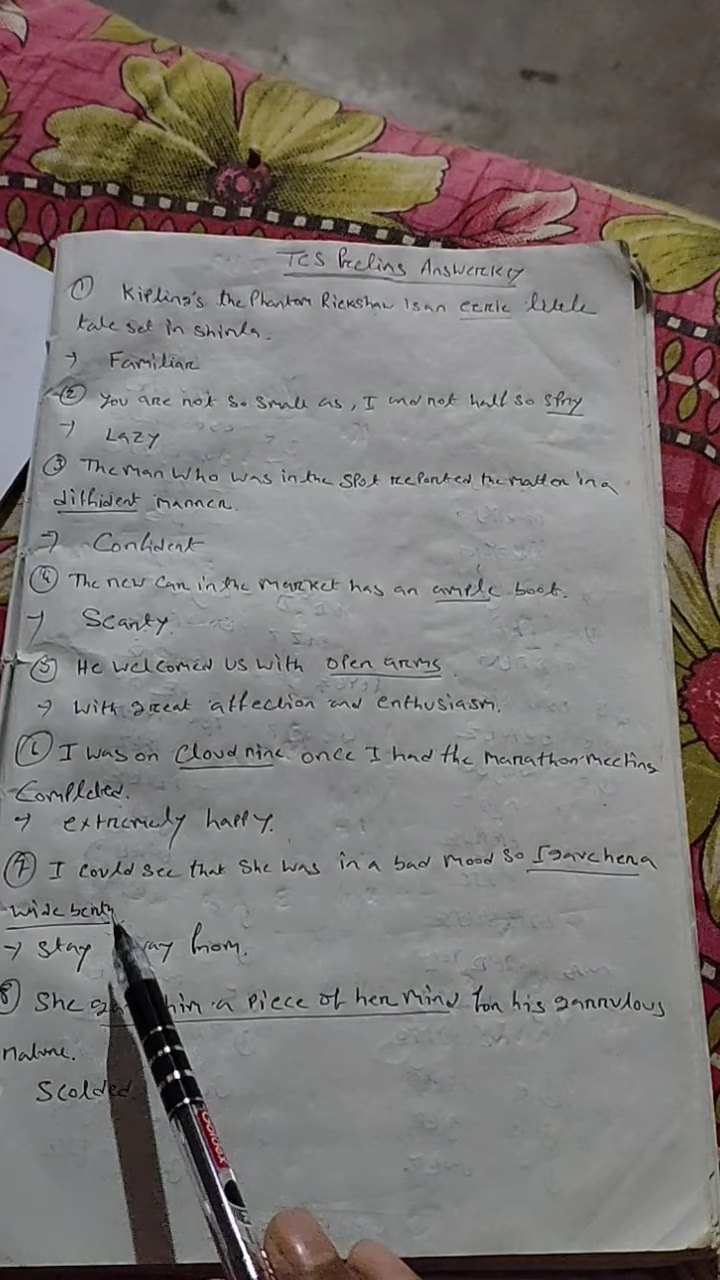 TCS Prelims Answerkey
① Kipling's the Phantom Rickshaw is an eerie little
tale set in Shimla.
→ Familiar
② You are not so small as, I and not half so spry
→ Lazy
③ The man who was in the spot reported the matter in a
diffident manner.
→ Confident
④ The new car in the market has an ample boot.
→ Scanty
⑤ He welcomed us with open arms
→ with great affection and enthusiasm.
⑥ I was on cloud nine once I had the marathon meeting
Completed.
→ extremely happy.
⑦ I could see that she was in a bad mood so I gave her a
wide berth
→ stay away from.
⑧ She him a piece of her mind for his garrulous
nature.
Scolded
Goldex